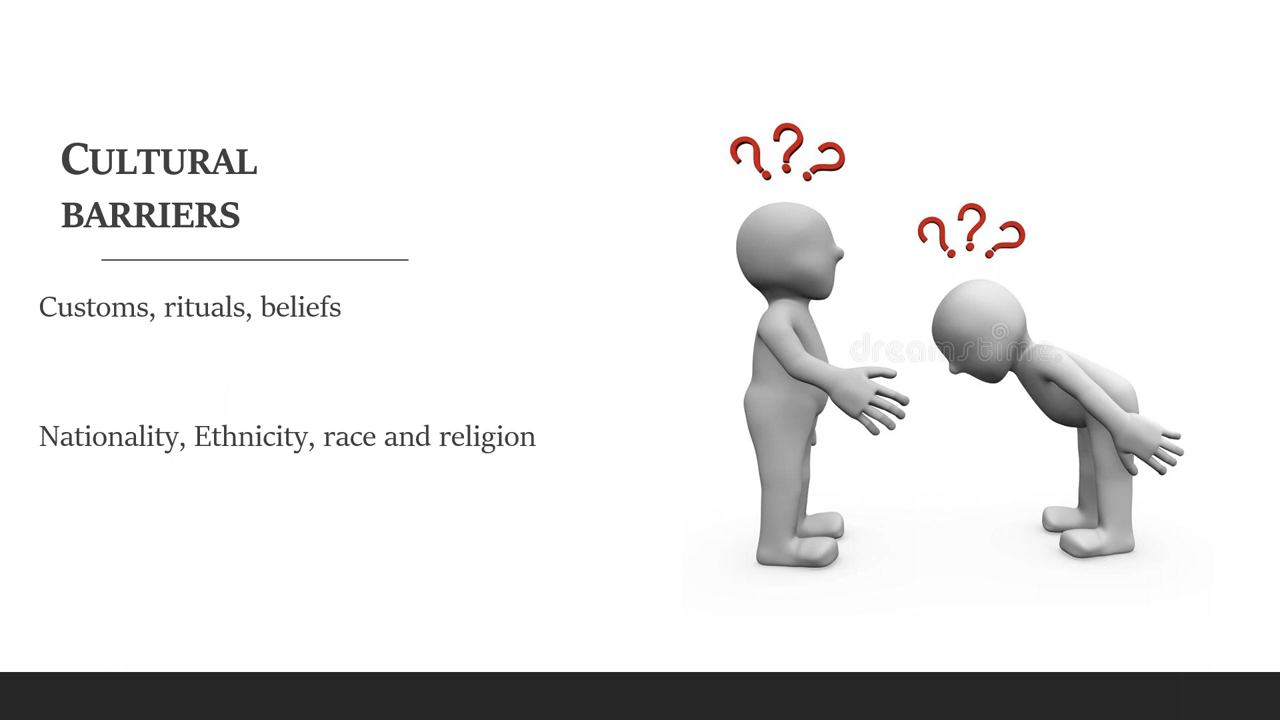 CULTURAL
BARRIERS
Customs, rituals, beliefs
Nationality, Ethnicity, race and religion
? ? ?
? ? ?
dreamstime.